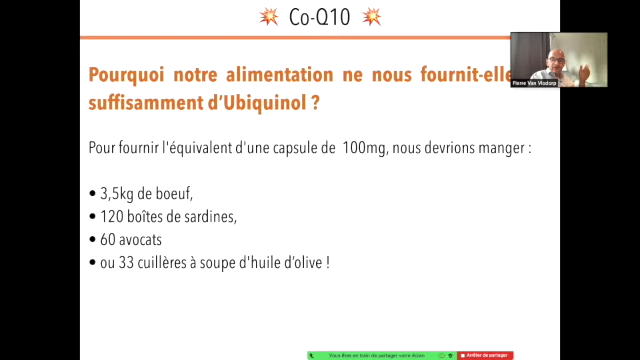 Co-Q10
Pourquoi notre alimentation ne nous fournit-elle
suffisamment d'Ubiquinol ?
Pour fournir l'équivalent d'une capsule de 100mg, nous devrions manger :
• 3,5kg de boeuf,
• 120 boîtes de sardines,
• 60 avocats
• ou 33 cuillères à soupe d'huile d'olive !
Pierre Van Vlodorp
Vous êtes en train de partager votre écran
Arrêter de partager